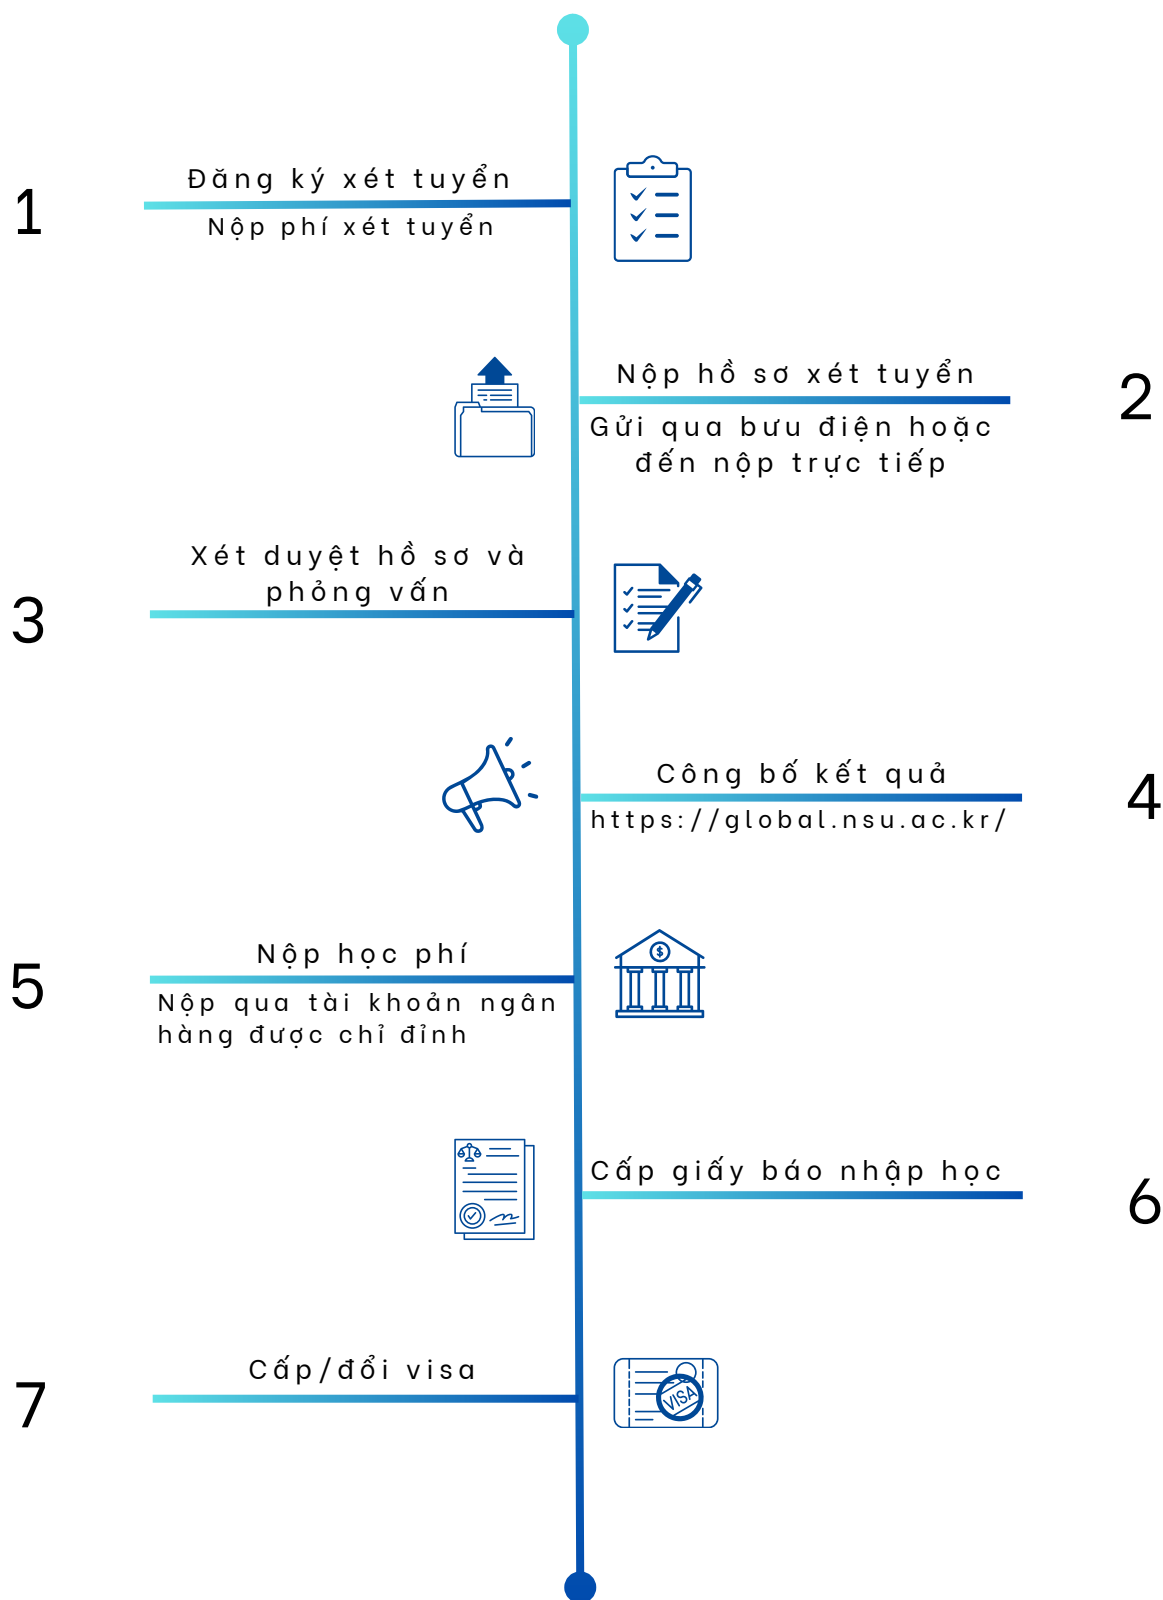 1
Đăng ký xét tuyển
Nộp phí xét tuyển
2
Nộp hồ sơ xét tuyển
Gửi qua bưu điện hoặc
đến nộp trực tiếp
3
Xét duyệt hồ sơ và
phỏng vấn
4
Công bố kết quả
https://global.nsu.ac.kr/
5
Nộp học phí
$
Nộp qua tài khoản ngân
hàng được chỉ đỉnh
6
Cấp giấy báo nhập học
7
Cấp/đổi visa
VISA